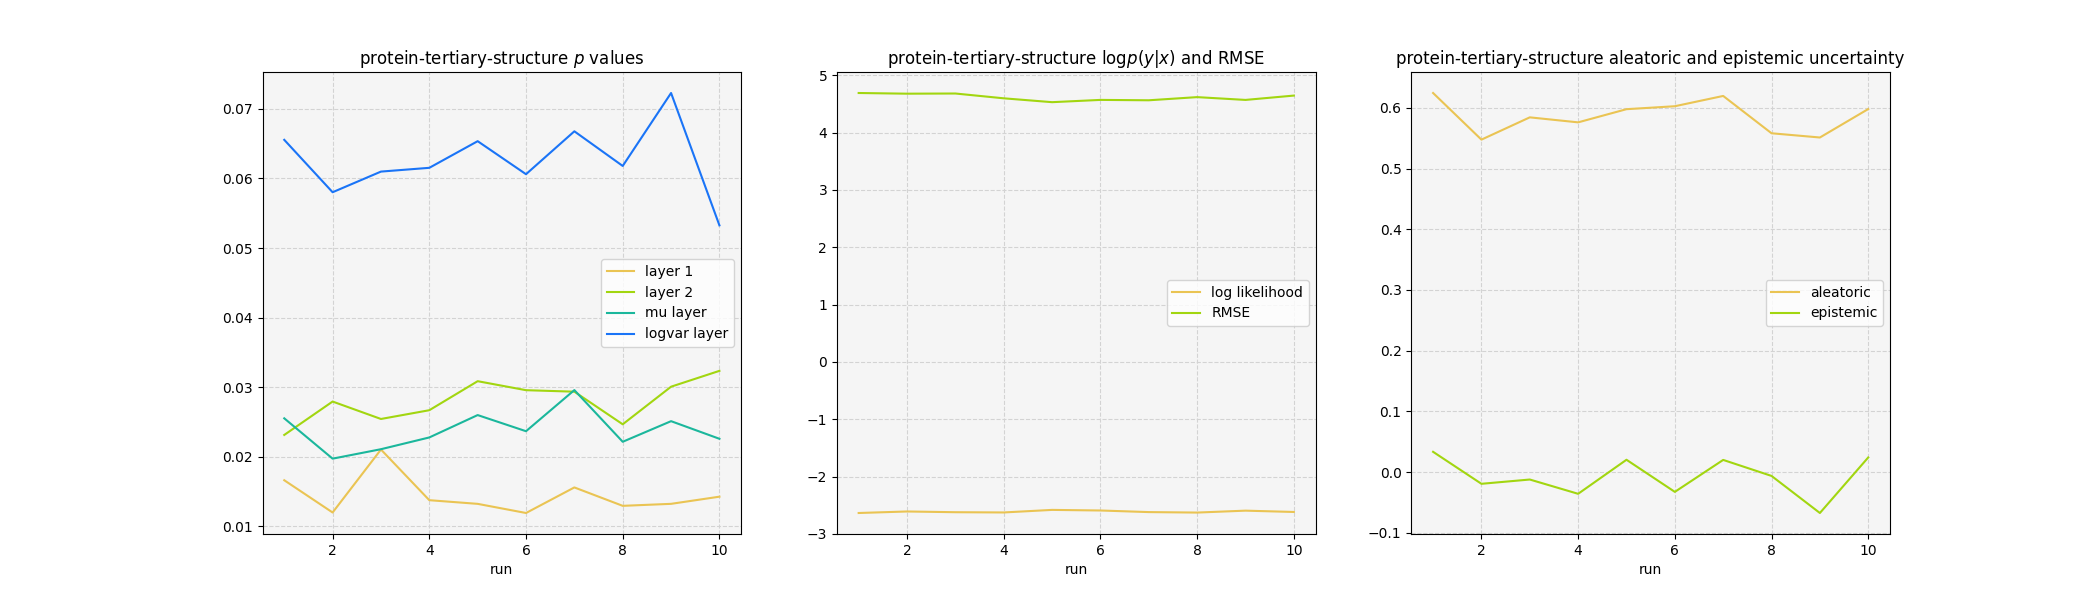 protein-tertiary-structure p values
0.07
0.06
0.05
0.04
0.03
0.02
0.01
2 4 6 8 10
run
layer 1
layer 2
mu layer
logvar layer
protein-tertiary-structure logp(y|x) and RMSE
5
4
3
2
1
0
−1
−2
−3
2 4 6 8 10
run
log likelihood
RMSE
protein-tertiary-structure aleatoric and epistemic uncertainty
0.6
0.5
0.4
0.3
0.2
0.1
0.0
−0.1
2 4 6 8 10
run
aleatoric
epistemic